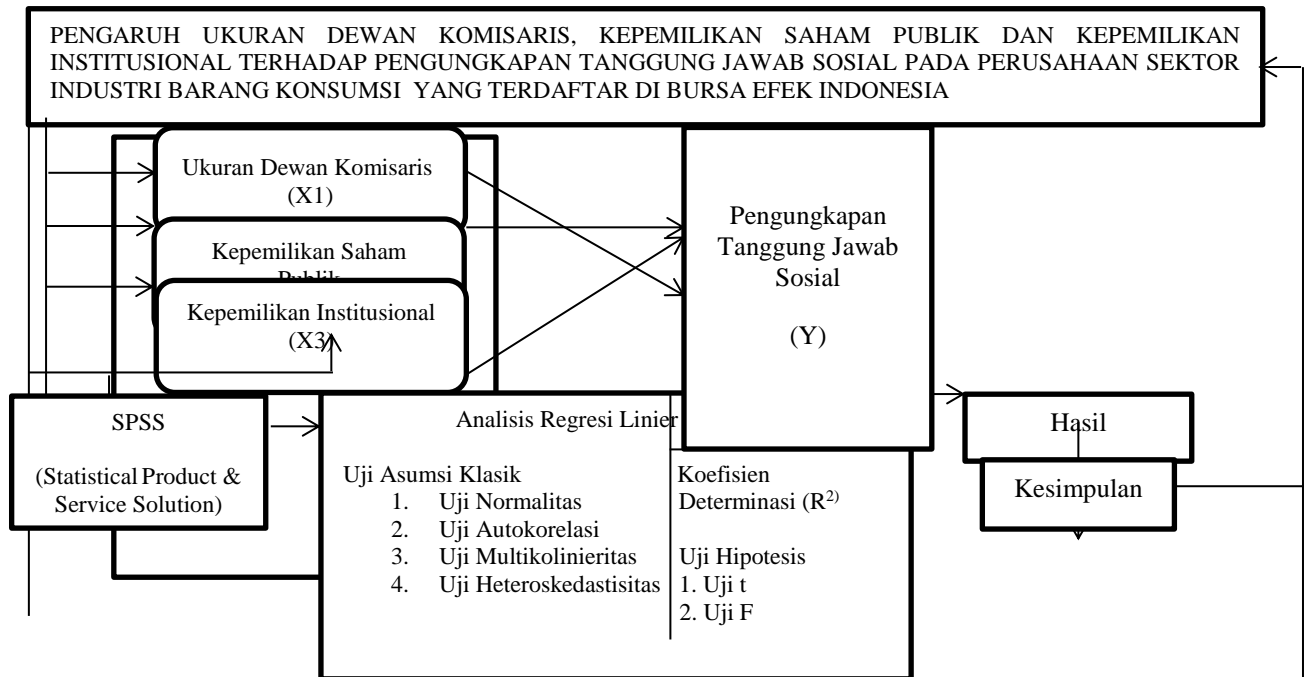 PENGARUH UKURAN DEWAN KOMISARIS, KEPEMILIKAN SAHAM PUBLIK DAN KEPEMILIKAN
INSTITUSIONAL TERHADAP PENGUNGKAPAN TANGGUNG JAWAB SOSIAL PADA PERUSAHAAN SEKTOR
INDUSTRI BARANG KONSUMSI YANG TERDAFTAR DI BURSA EFEK INDONESIA
Ukuran Dewan Komisaris
(X1)
Kepemilikan Saham
Publik
Kepemilikan Institusional
(X3)
Pengungkapan
Tanggung Jawab
Sosial
(Y)
SPSS
(Statistical Product &
Service Solution)
Analisis Regresi Linier
Uji Asumsi Klasik
1. Uji Normalitas
2. Uji Autokorelasi
3. Uji Multikolinieritas
4. Uji Heteroskedastisitas
Koefisien
Determinasi (R²⁾
Uji Hipotesis
1. Uji t
2. Uji F
Hasil
Kesimpulan